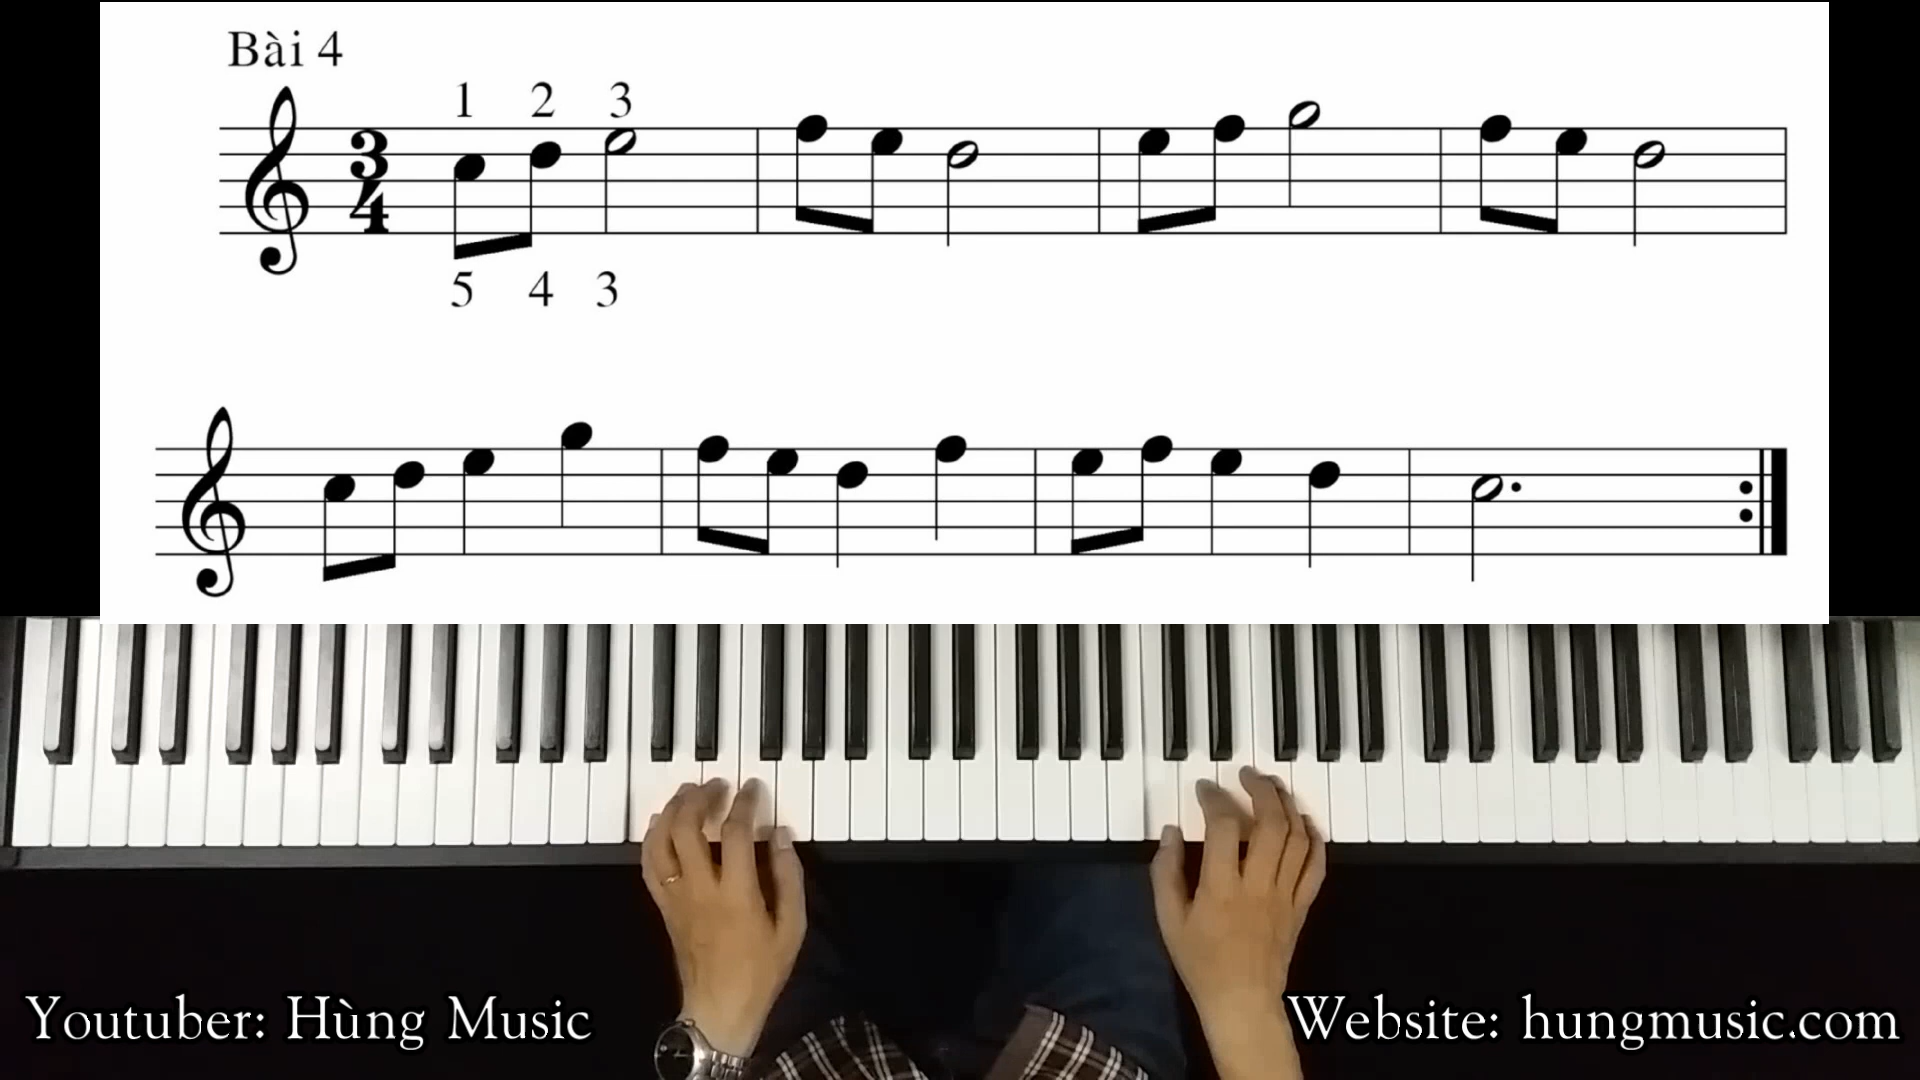 Bài 4
1 2 3
3
4
5 4 3
Youtuber: Hùng Music
Website: hungmusic.com